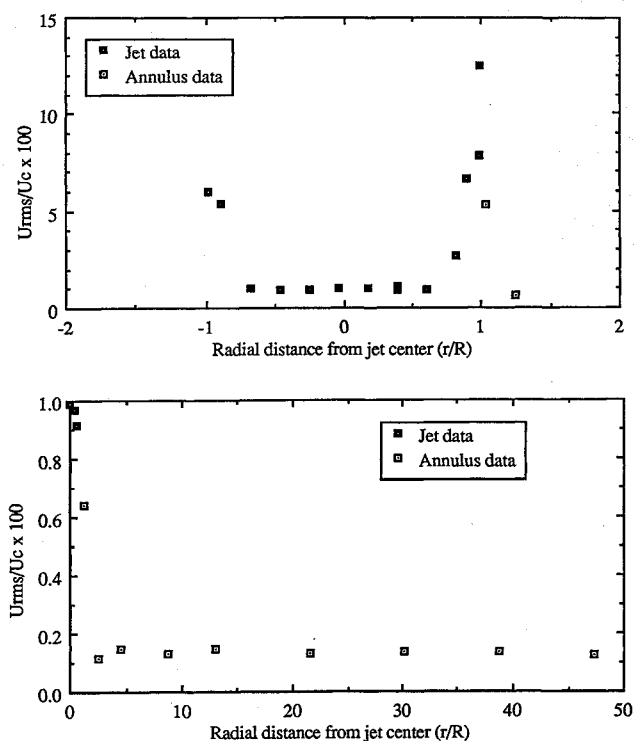 15
10
5
0
Urms/Uc x 100
Jet data
Annulus data
-2
-1
0
1
2
Radial distance from jet center (r/R)
1.0
0.8
0.6
0.4
0.2
0.0
Urms/Uc x 100
Jet data
Annulus data
0
10
20
30
40
50
Radial distance from jet center (r/R)